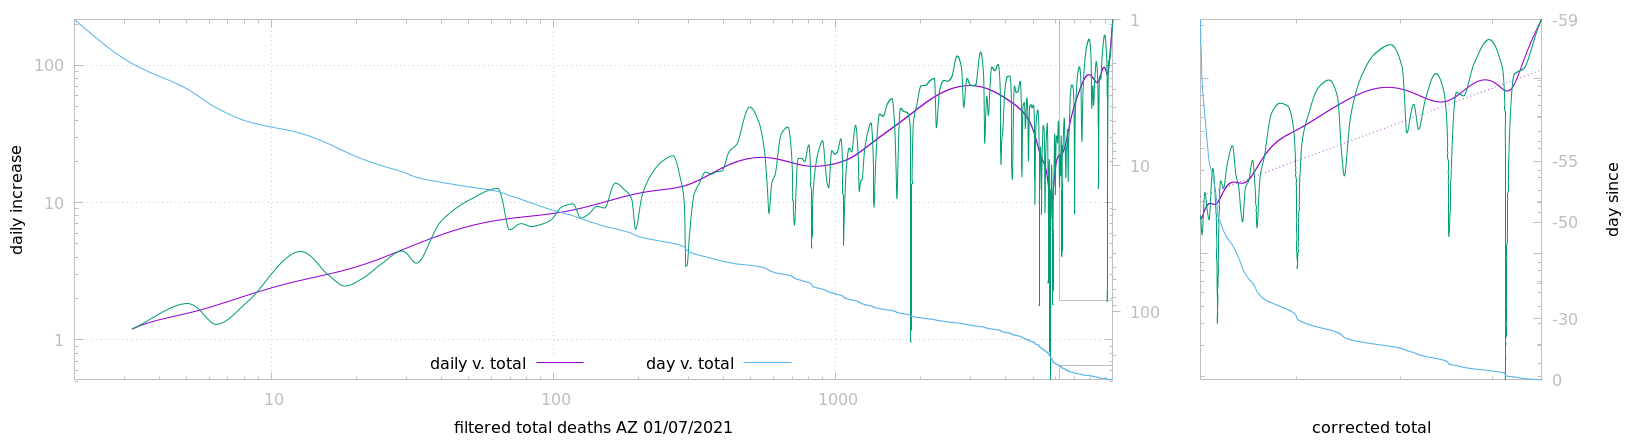 daily increase
100
10
1
10
100
1000
1
10
100
daily v. total
day v. total
filtered total deaths AZ 01/07/2021
-59
-55
-50
-30
0
day since
corrected total